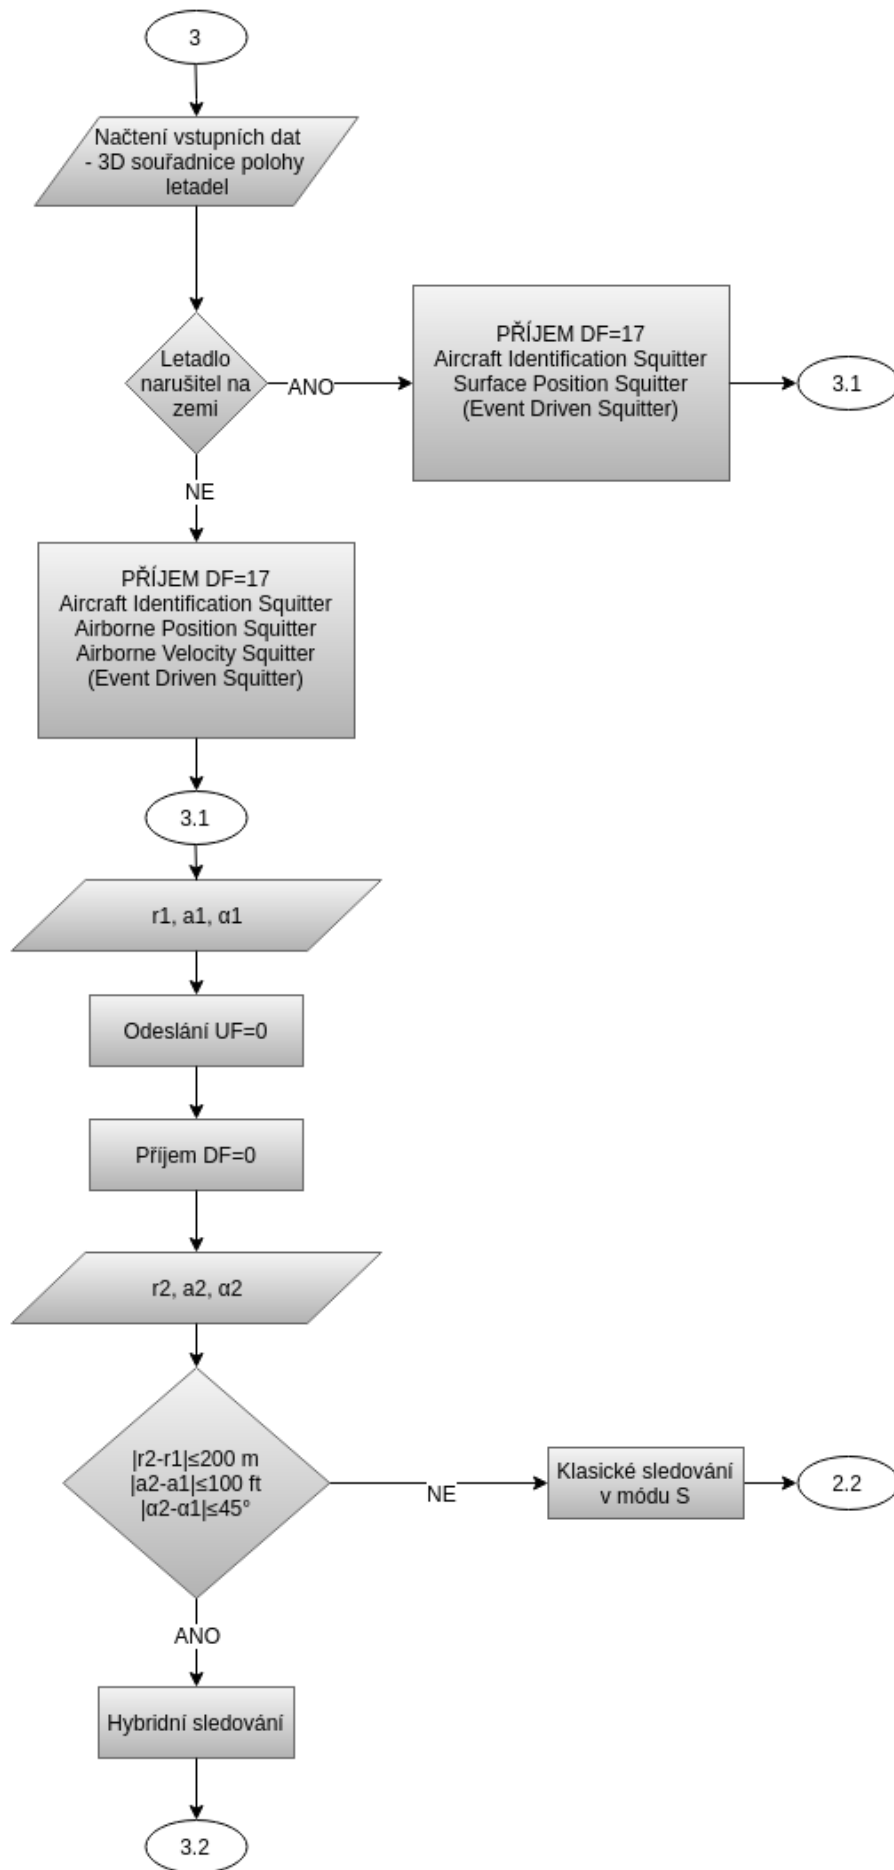 3
Načtení vstupních dat
- 3D souřadnice polohy
letadel
Letadlo
narušitel na
zemi
ANO
PŘÍJEM DF=17
Aircraft Identification Squitter
Surface Position Squitter
(Event Driven Squitter)
3.1
NE
PŘÍJEM DF=17
Aircraft Identification Squitter
Airborne Position Squitter
Airborne Velocity Squitter
(Event Driven Squitter)
3.1
r1, a1, α1
Odeslání UF=0
Příjem DF=0
r2, a2, α2
|r2-r1|≤200 m
|a2-a1|≤100 ft
|α2-α1|≤45°
NE
Klasické sledování
v módu S
2.2
ANO
Hybridní sledování
3.2